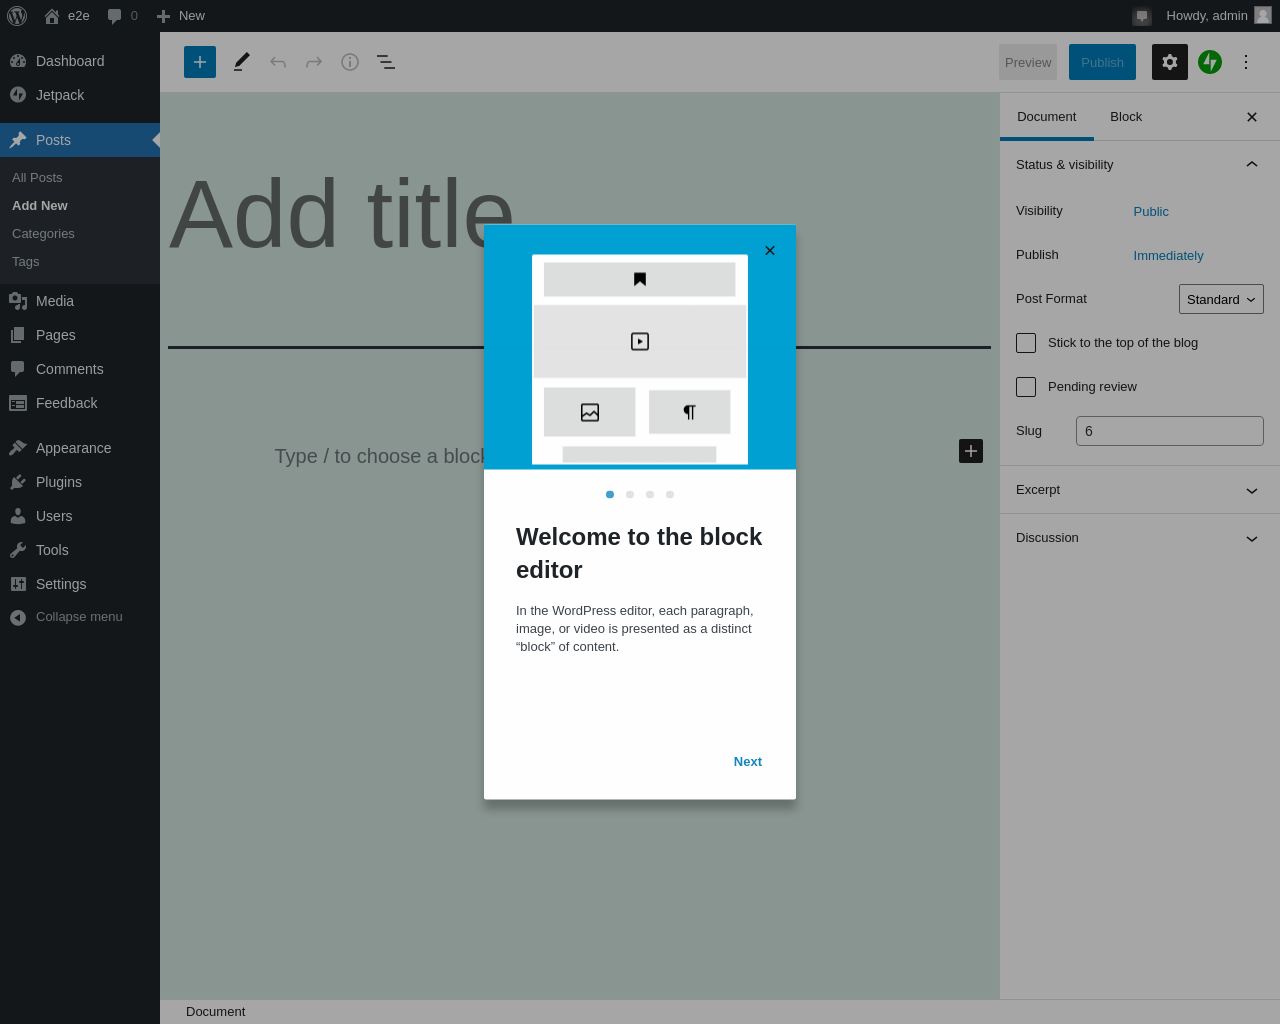 e2e
0
New
Howdy, admin
Dashboard
Jetpack
Posts
All Posts
Add New
Categories
Tags
Media
Pages
Comments
Feedback
Appearance
Plugins
Users
Tools
Settings
Collapse menu
Preview
Publish
Add title
Type / to choose a block
Welcome to the block
editor
In the WordPress editor, each paragraph,
image, or video is presented as a distinct
“block” of content.
Next
Document
Block
Status & visibility
Visibility
Public
Publish
Immediately
Post Format
Standard
Stick to the top of the blog
Pending review
Slug
6
Excerpt
Discussion
Document